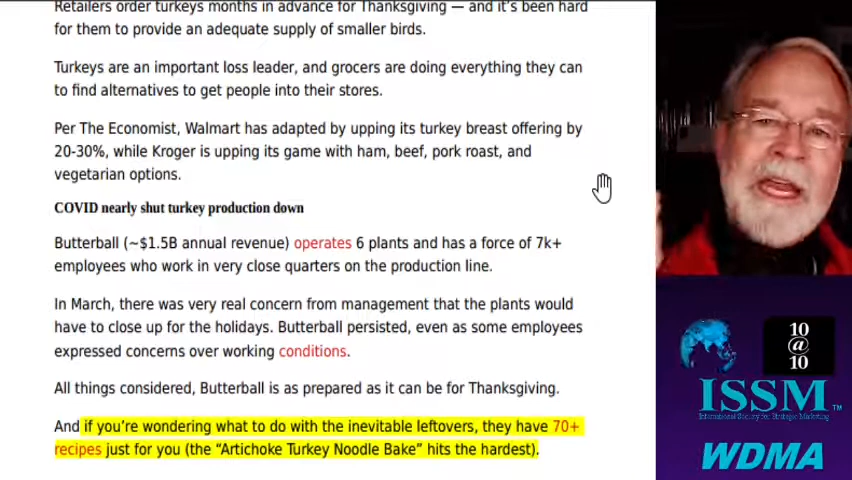 Retailers order turkeys months in advance for Thanksgiving — and it's been hard
for them to provide an adequate supply of smaller birds.
Turkeys are an important loss leader, and grocers are doing everything they can
to find alternatives to get people into their stores.
Per The Economist, Walmart has adapted by upping its turkey breast offering by
20-30%, while Kroger is upping its game with ham, beef, pork roast, and
vegetarian options.
COVID nearly shut turkey production down
Butterball (~$1.5B annual revenue) operates 6 plants and has a force of 7k+
employees who work in very close quarters on the production line.
In March, there was very real concern from management that the plants would
have to close up for the holidays. Butterball persisted, even as some employees
expressed concerns over working conditions.
All things considered, Butterball is as prepared as it can be for Thanksgiving.
And if you're wondering what to do with the inevitable leftovers, they have 70+
recipes just for you (the “Artichoke Turkey Noodle Bake” hits the hardest).
10
@
10
ISSM™
International Society for Strategic Marketing
WDMA